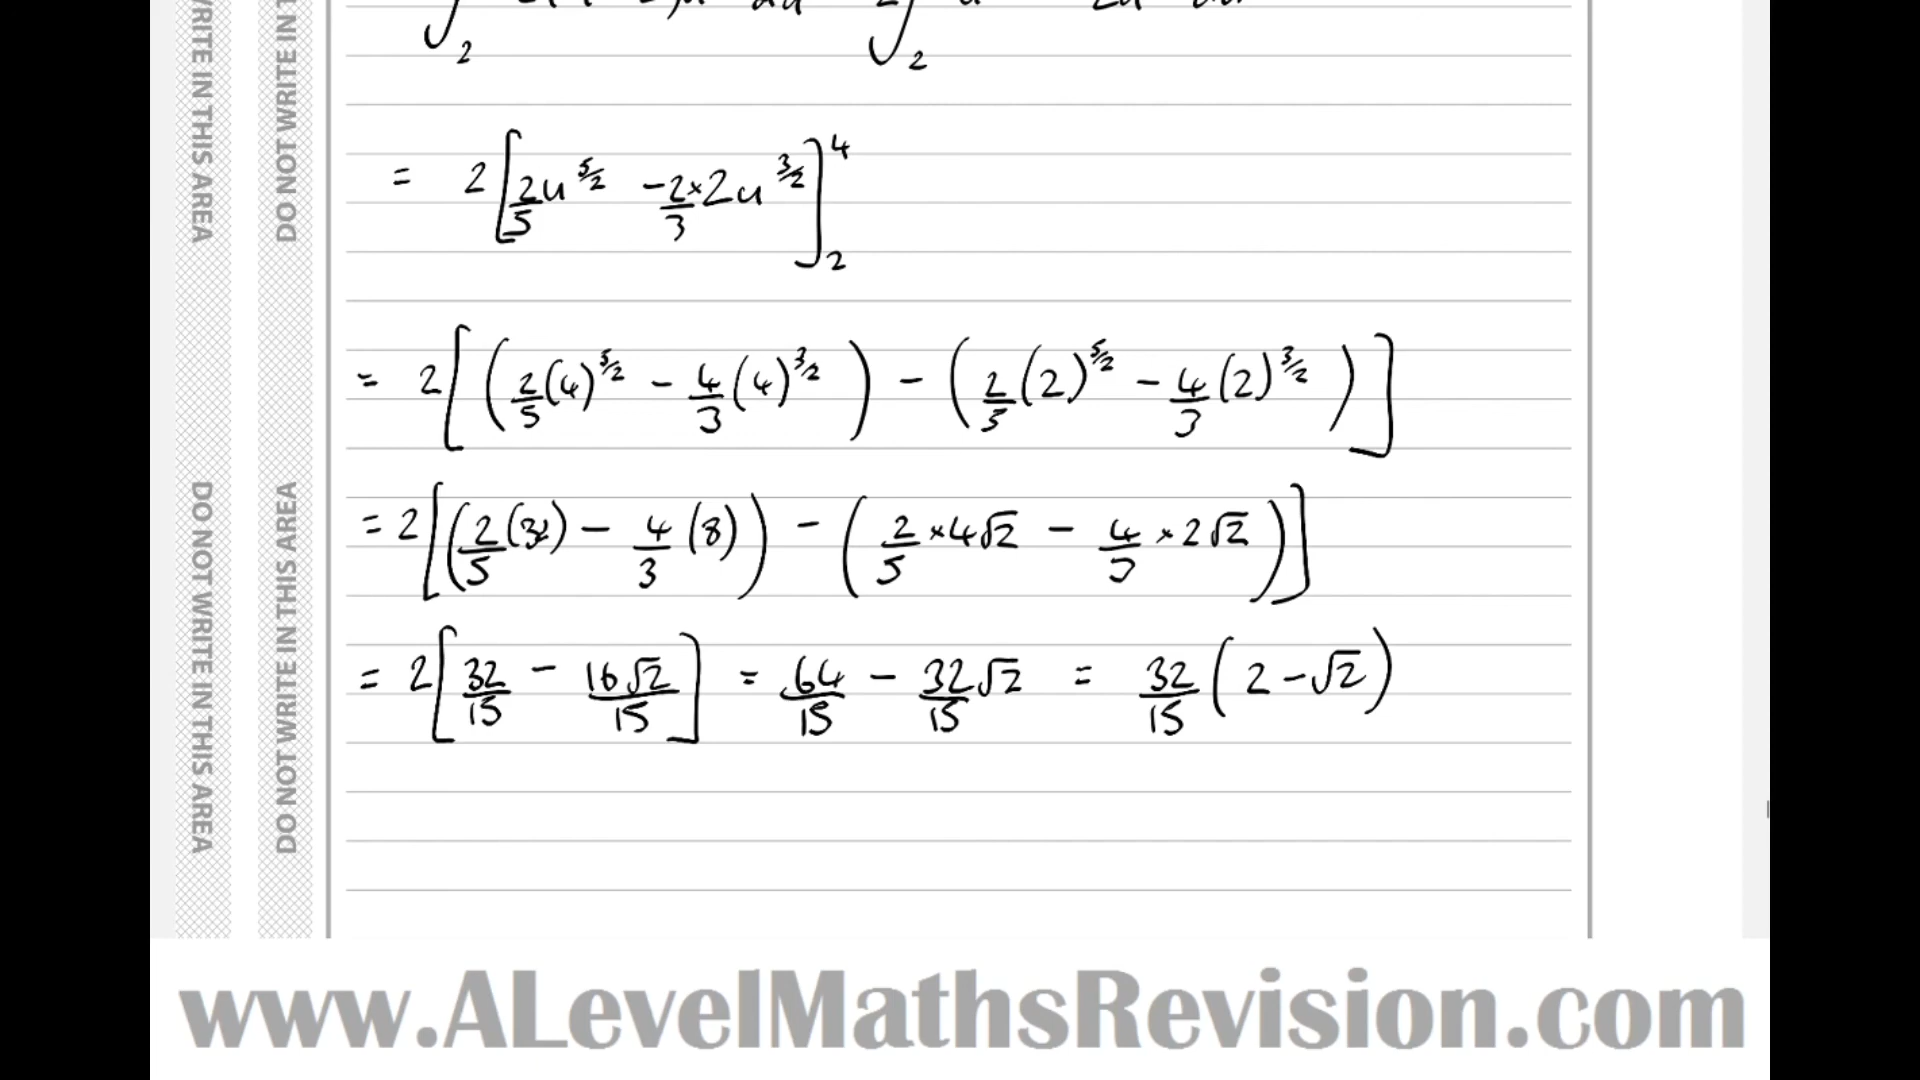 = 2[2/5 u^5/2 - 2/3 × 2u^3/2]^4_2
= 2[(2/5(4)^5/2 - 4/3(4)^3/2) - (2/5(2)^5/2 - 4/3(2)^3/2)]
= 2[(2/5(32) - 4/3(8)) - (2/5 × 4√2 - 4/3 × 2√2)]
= 2[32/15 - 16√2/15] = 64/15 - 32/15 √2 = 32/15 (2 - √2)
WRITE IN THIS AREA
DO NOT WRITE IN THIS AREA
DO NOT WRITE IN T
DO NOT WRITE IN THIS AREA
www.ALevelMathsRevision.com